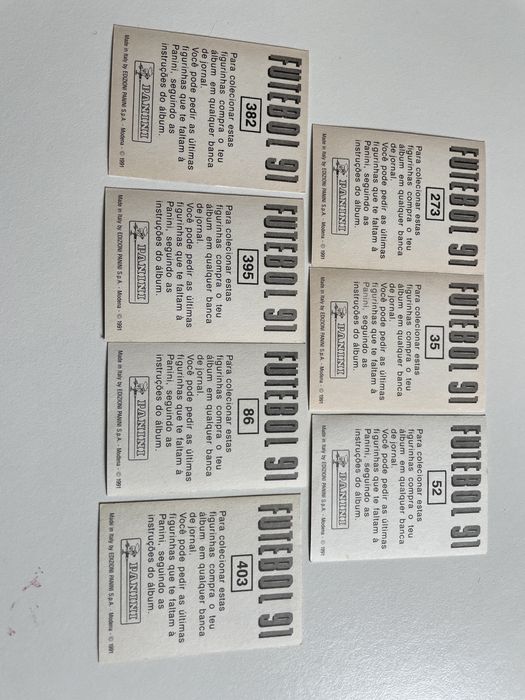 FUTEBOL 91
382
Para colecionar estas
figurinhas compra o teu
álbum em qualquer banca
de jornal.
Você pode pedir as últimas
figurinhas que te faltam à
Panini, seguindo as
instruções do álbum.
PANINI
Made in Italy by EDIZIONI PANINI S.p.A. - Modena - © 1991
FUTEBOL 91
395
Para colecionar estas
figurinhas compra o teu
álbum em qualquer banca
de jornal.
Você pode pedir as últimas
figurinhas que te faltam à
Panini, seguindo as
instruções do álbum.
PANINI
Made in Italy by EDIZIONI PANINI S.p.A. - Modena - © 1991
FUTEBOL 91
86
Para colecionar estas
figurinhas compra o teu
álbum em qualquer banca
de jornal.
Você pode pedir as últimas
figurinhas que te faltam à
Panini, seguindo as
instruções do álbum.
PANINI
Made in Italy by EDIZIONI PANINI S.p.A. - Modena - © 1991
FUTEBOL 91
403
Para colecionar estas
figurinhas compra o teu
álbum em qualquer banca
de jornal.
Você pode pedir as últimas
figurinhas que te faltam à
Panini, seguindo as
instruções do álbum.
PANINI
Made in Italy by EDIZIONI PANINI S.p.A. - Modena - © 1991
FUTEBOL 91
273
Para colecionar estas
figurinhas compra o teu
álbum em qualquer banca
de jornal.
Você pode pedir as últimas
figurinhas que te faltam à
Panini, seguindo as
instruções do álbum.
PANINI
Made in Italy by EDIZIONI PANINI S.p.A. - Modena - © 1991
FUTEBOL 91
35
Para colecionar estas
figurinhas compra o teu
álbum em qualquer banca
de jornal.
Você pode pedir as últimas
figurinhas que te faltam à
Panini, seguindo as
instruções do álbum.
PANINI
Made in Italy by EDIZIONI PANINI S.p.A. - Modena - © 1991
FUTEBOL 91
52
Para colecionar estas
figurinhas compra o teu
álbum em qualquer banca
de jornal.
Você pode pedir as últimas
figurinhas que te faltam à
Panini, seguindo as
instruções do álbum.
PANINI
Made in Italy by EDIZIONI PANINI S.p.A. - Modena - © 1991